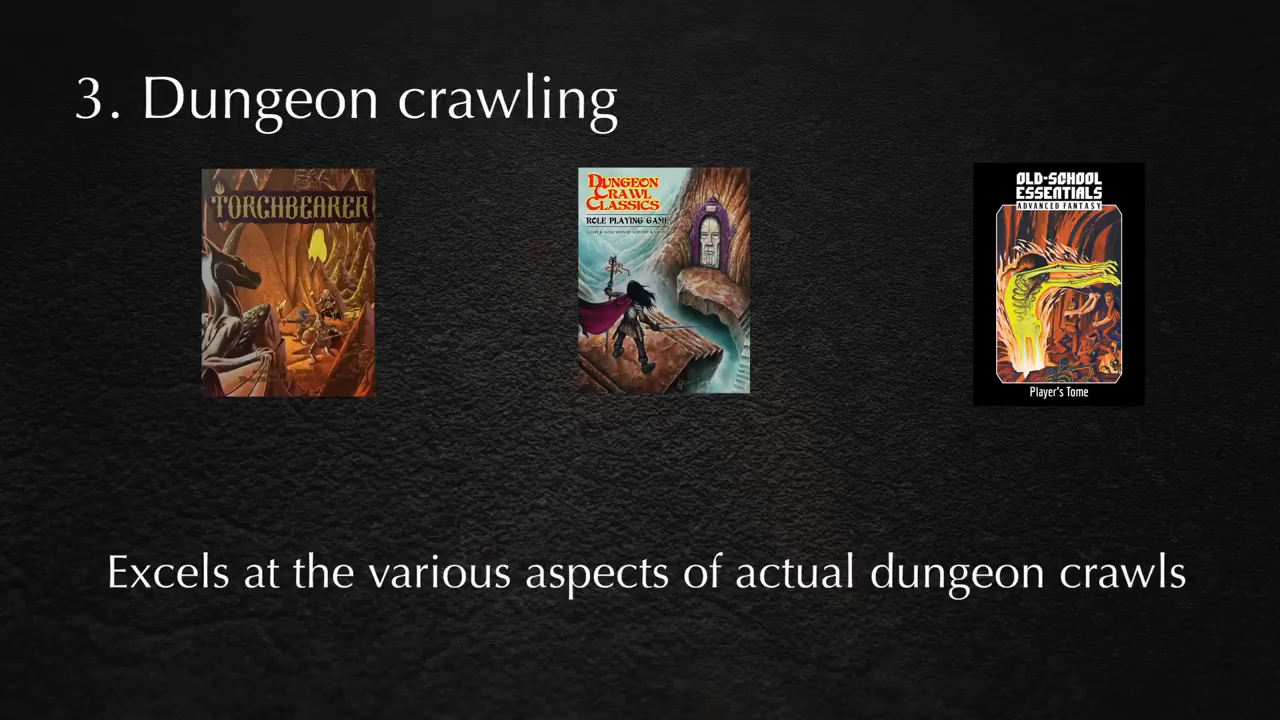 3. Dungeon crawling
TORCHBEARER
DUNGEON
CRAWL
CLASSICS
ROLE PLAYING GAME
OLD-SCHOOL
ESSENTIALS
ADVANCED FANTASY
Player's Tome
Excels at the various aspects of actual dungeon crawls